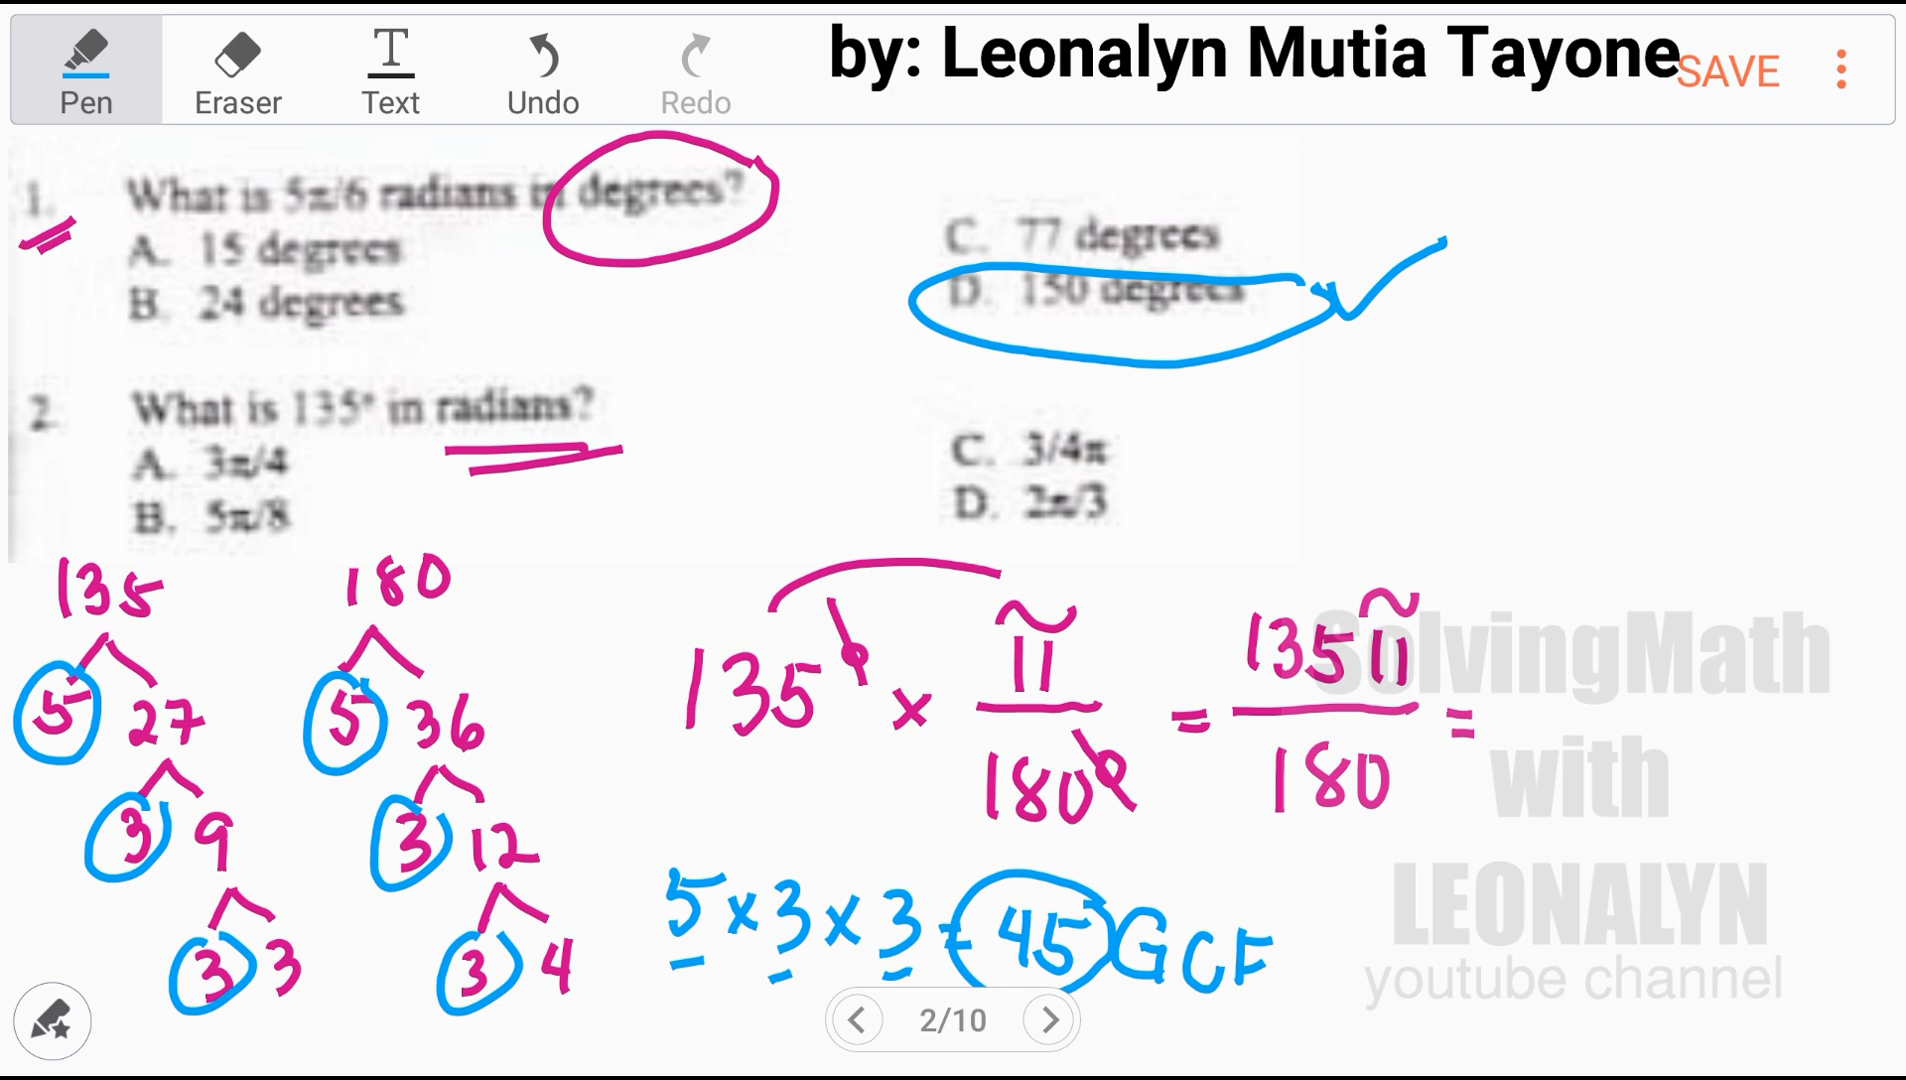 by: Leonalyn Mutia Tayone
Pen
Eraser
Text
Undo
Redo
SAVE
1. What is 5π/6 radians in degrees?
A. 15 degrees
B. 24 degrees
C. 77 degrees
D. 150 degrees
2. What is 135° in radians?
A. 3π/4
B. 5π/8
C. 3/4π
D. 2π/3
135
5 27
3 9
3 3
180
5 36
3 12
3 4
135° × π/180° = 135π/180 =
5 × 3 × 3 = 45 GCF
SolvingMath
with
LEONALYN
youtube channel
2/10